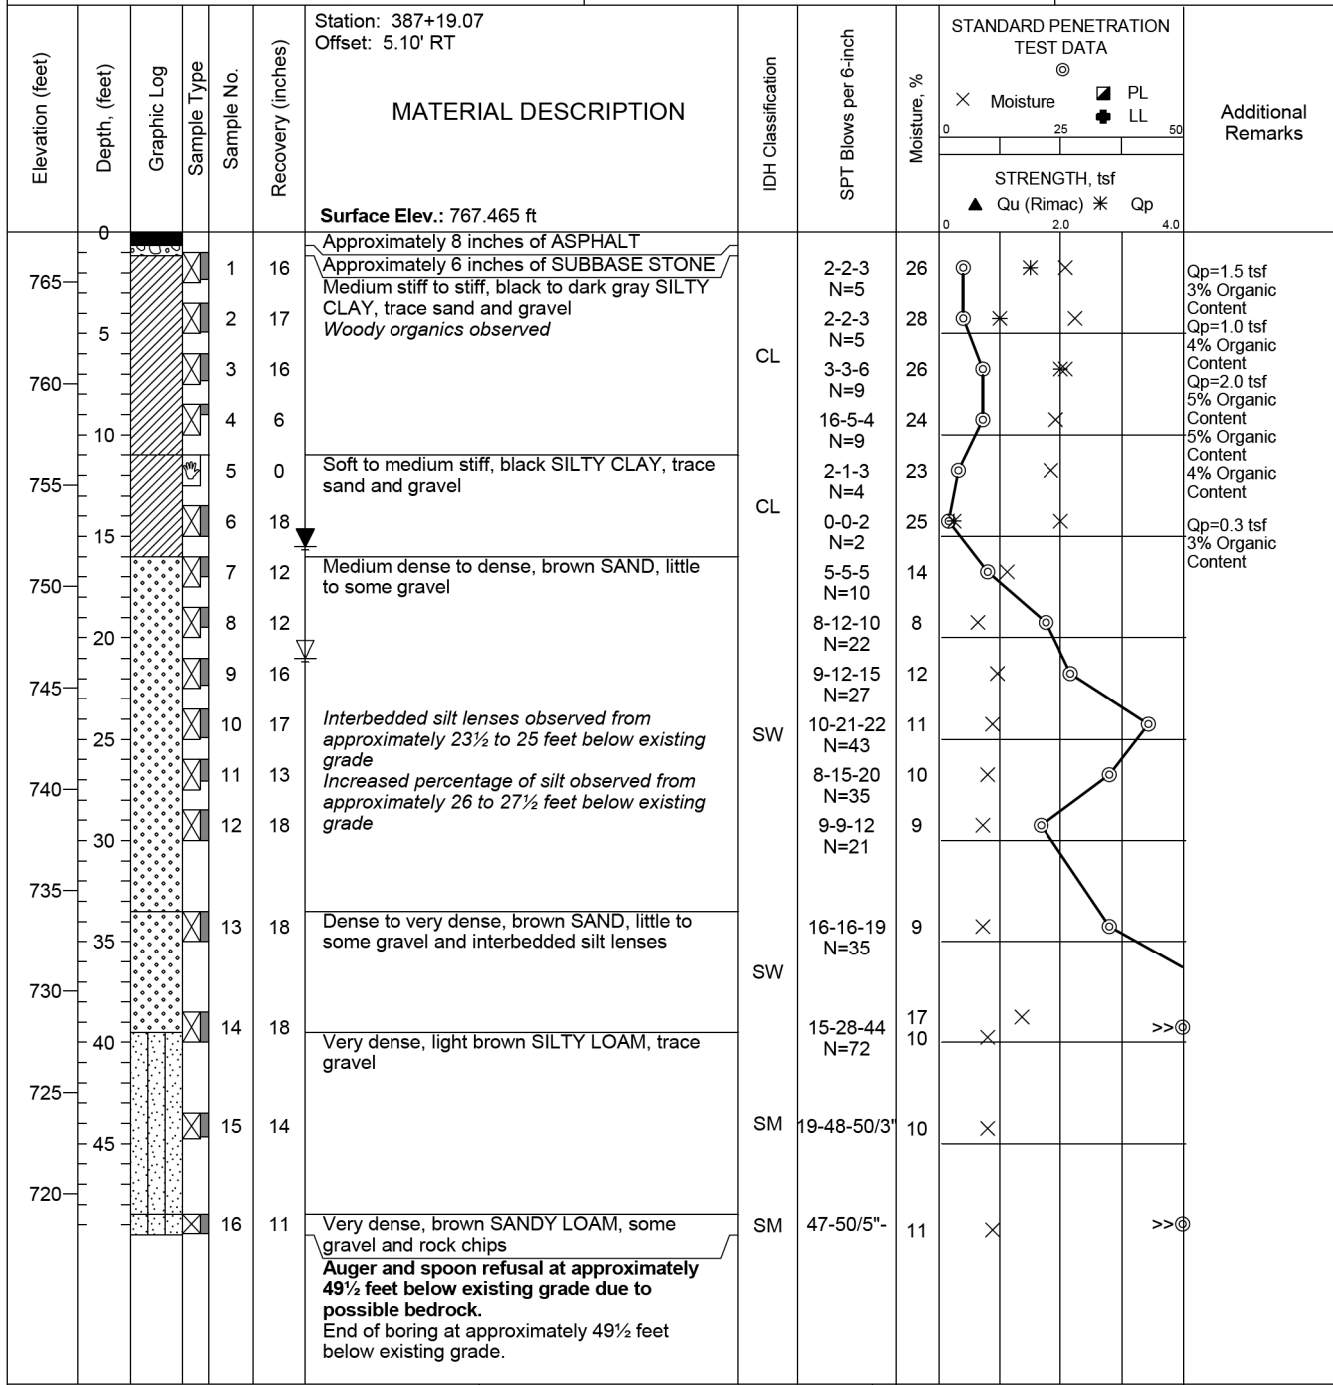 Station: 387+19.07
Offset: 5.10' RT
Elevation (feet)
Depth, (feet)
Graphic Log
Sample Type
Sample No.
Recovery (inches)
MATERIAL DESCRIPTION
Surface Elev.: 767.465 ft
IDH Classification
SPT Blows per 6-inch
Moisture, %
STANDARD PENETRATION
TEST DATA
Moisture
PL
LL
0 25 50
STRENGTH, tsf
Qu (Rimac) Qp
0 2.0 4.0
Additional
Remarks
0
Approximately 8 inches of ASPHALT
765
1 16 Approximately 6 inches of SUBBASE STONE 2-2-3 26
N=5
Medium stiff to stiff, black to dark gray SILTY
CLAY, trace sand and gravel
Woody organics observed
2 17 2-2-3 28
N=5
5
CL
760
3 16 3-3-6 26
N=9
4 6 16-5-4 24
N=9
10
Qp=1.5 tsf
3% Organic
Content
Qp=1.0 tsf
4% Organic
Content
Qp=2.0 tsf
5% Organic
Content
5% Organic
Content
4% Organic
Content
755
5 0 Soft to medium stiff, black SILTY CLAY, trace
sand and gravel
2-1-3 23
N=4
CL
6 18 0-0-2 25
N=2
15
Qp=0.3 tsf
3% Organic
Content
750
7 12 Medium dense to dense, brown SAND, little
to some gravel
5-5-5 14
N=10
8 12 8-12-10 8
N=22
20
745
9 16 9-12-15 12
N=27
10 17 Interbedded silt lenses observed from
approximately 23½ to 25 feet below existing
grade
10-21-22 11
N=43
25
SW
740
11 13 Increased percentage of silt observed from
approximately 26 to 27½ feet below existing
grade
8-15-20 10
N=35
12 18 9-9-12 9
N=21
30
735
13 18 Dense to very dense, brown SAND, little to
some gravel and interbedded silt lenses
16-16-19 9
N=35
35
SW
730
14 18 15-28-44 17
10
N=72
>>
40
Very dense, light brown SILTY LOAM, trace
gravel
725
15 14 SM 19-48-50/3" 10
45
720
16 11 Very dense, brown SANDY LOAM, some
gravel and rock chips
SM 47-50/5"- 11
>>
Auger and spoon refusal at approximately
49½ feet below existing grade due to
possible bedrock.
End of boring at approximately 49½ feet
below existing grade.